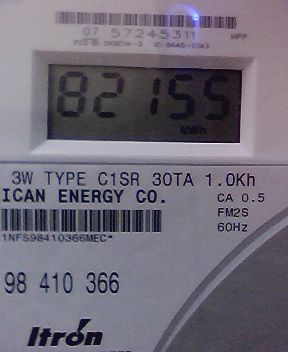 07 57245311 HPP
82155
kWh
3W TYPE C1SR 30TA 1.0Kh
ICAN ENERGY CO. CA 0.5
FM2S
60Hz
1NFS98410366MEC*
98 410 366
Itron